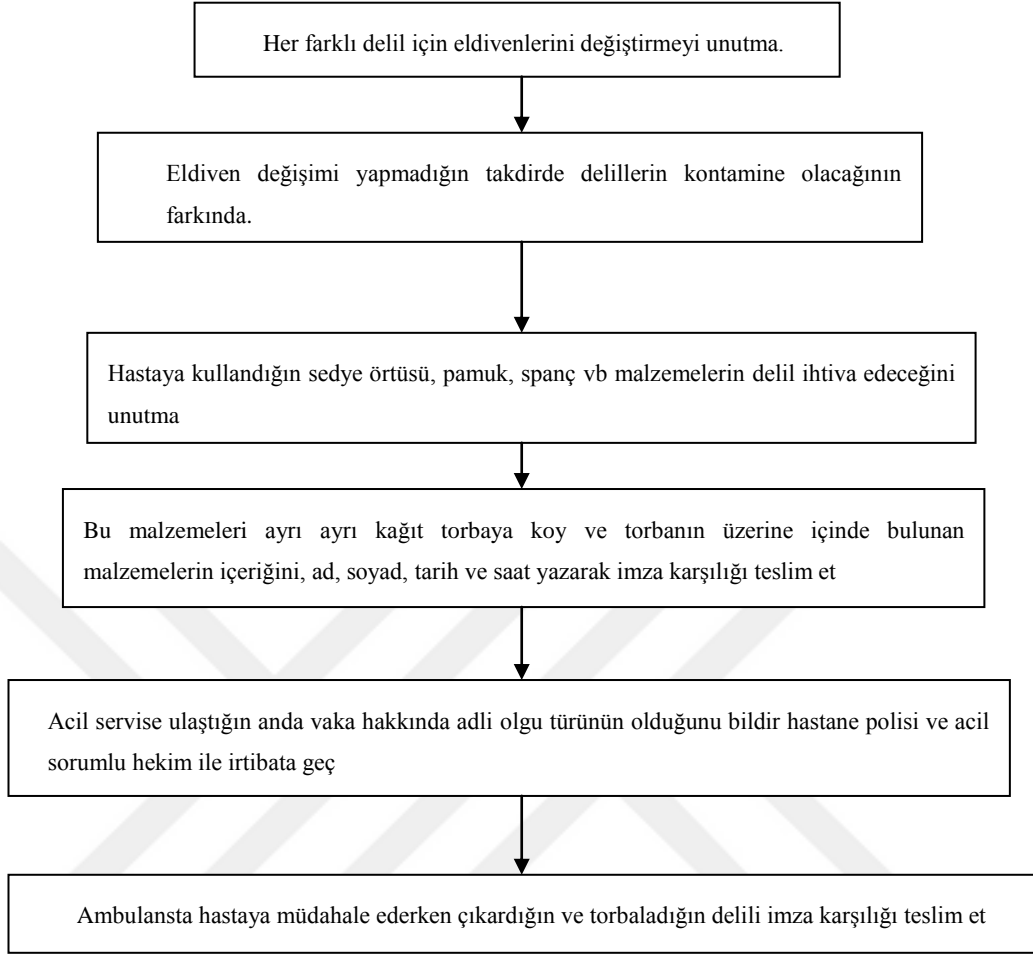 Her farklı delil için eldivenlerini değiştirmeyi unutma.
Eldiven değişimi yapmadığın takdirde delillerin kontamine olacağının
farkında.
Hastaya kullandığın sedye örtüsü, pamuk, spanç vb malzemelerin delil ihtiva edeceğini
unutma
Bu malzemeleri ayrı ayrı kağıt torbaya koy ve torbanın üzerine içinde bulunan
malzemelerin içeriğini, ad, soyad, tarih ve saat yazarak imza karşılığı teslim et
Acil servise ulaştığın anda vaka hakkında adli olgu türünün olduğunu bildir hastane polisi ve acil
sorumlu hekim ile irtibata geç
Ambulansta hastaya müdahale ederken çıkardığın ve torbaladığın delili imza karşılığı teslim et